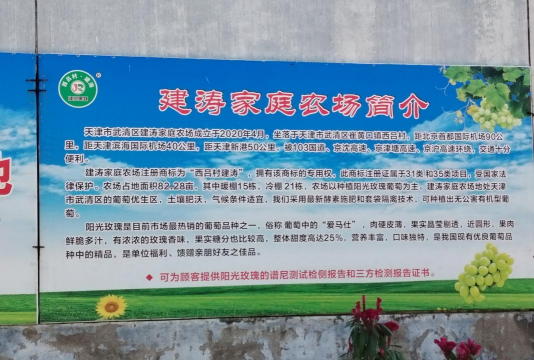 建涛家庭农场简介
天津市武清区建涛家庭农场成立于2020年4月，坐落于天津市武清区崔黄口镇西吕村，距北京首都国际机场90公
里，距天津滨海国际机场40公里，距天津新港50公里，被103国道，京沈高速，京津塘高速，京沪高速环绕，交通十分
便利。
建涛家庭农场注册商标为“西吕村建涛”，拥有该商标的专用权，此商标注册证属于31类和35类项目，受国家法
律保护。农场占地面积82.28亩，其中暖棚15栋，冷棚21栋，农场以种植阳光玫瑰葡萄为主，建涛家庭农场地处天津
市武清区的葡萄优生区，土壤肥沃，气候条件适宜，我们采用最新酵素施肥和套袋隔离技术，可种植出无公害有机型葡
萄。
阳光玫瑰是目前市场最热销的葡萄品种之一，俗称葡萄中的“爱马仕”，肉硬皮薄，果实晶莹剔透，近圆形，果肉
鲜脆多汁，有浓浓的玫瑰香味，果实糖分也比较高，整体甜度高达25%，营养丰富，口味独特，是我国现有优良葡萄品
种中的精品，是单位福利、馈赠亲朋好友之佳品。
◆ 可为顾客提供阳光玫瑰的谱尼测试检侧报告和三方检测报告证书。